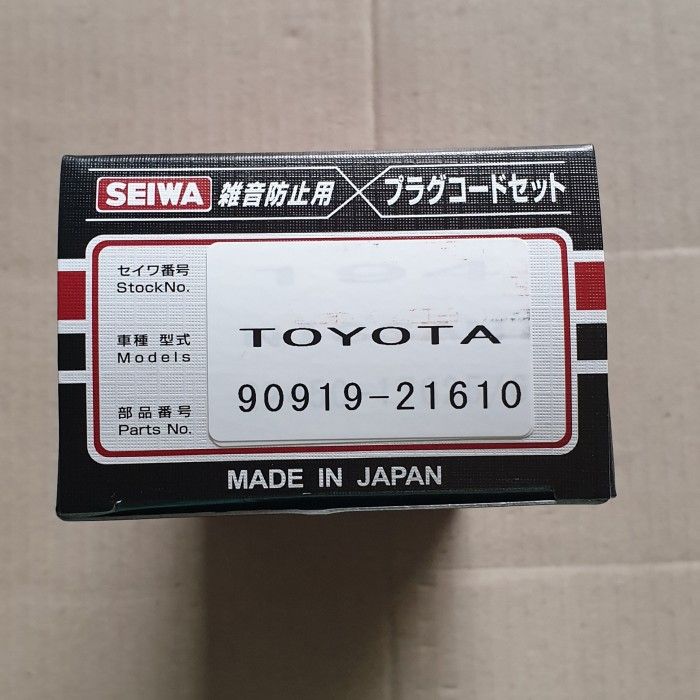 SEIWA 雑音防止用 プラグコードセット
セイワ番号
StockNo.
車種 型式
Models
TOYOTA
部品番号
Parts No.
90919-21610
MADE IN JAPAN